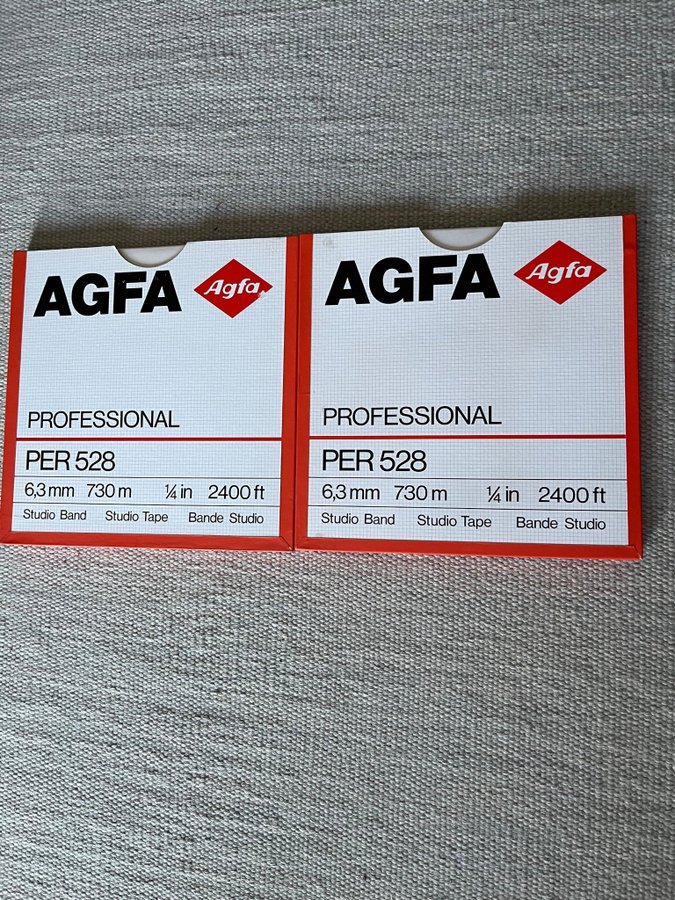 AGFA Agfa
PROFESSIONAL
PER 528
6,3 mm 730 m ¼ in 2400 ft
Studio Band Studio Tape Bande Studio
AGFA Agfa
PROFESSIONAL
PER 528
6,3 mm 730 m ¼ in 2400 ft
Studio Band Studio Tape Bande Studio